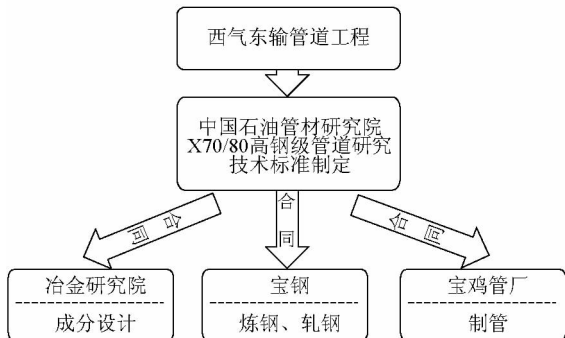 西气东输管道工程
中国石油管材研究院
X70/80高钢级管道研究
技术标准制定
合同
合
同
合同
冶金研究院
成分设计
宝钢
炼钢、轧钢
宝鸡管厂
制管